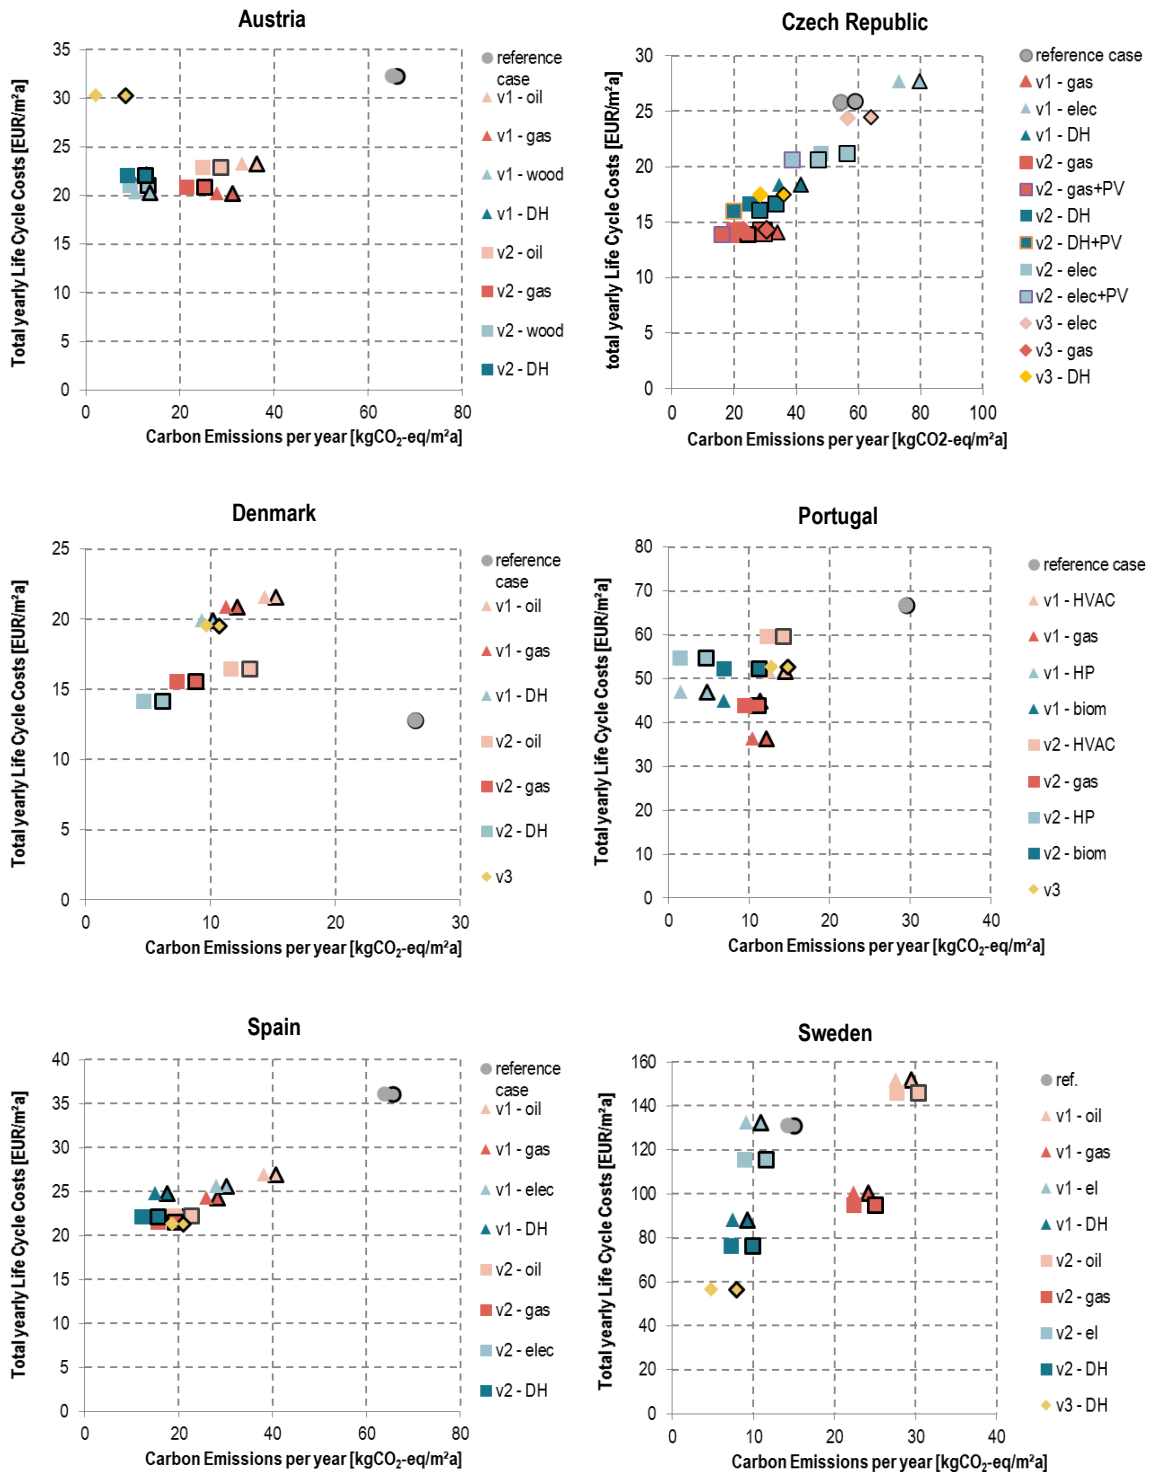 Austria
Total yearly Life Cycle Costs [EUR/m²a]
35
30
25
20
15
10
5
0
0 20 40 60 80
Carbon Emissions per year [kgCO₂-eq/m²a]
reference
case
v1 - oil
v1 - gas
v1 - wood
v1 - DH
v2 - oil
v2 - gas
v2 - wood
v2 - DH
Czech Republic
total yearly Life Cycle Costs [EUR/m²a]
30
25
20
15
10
5
0
0 20 40 60 80 100
Carbon Emissions per year [kgCO2-eq/m²a]
reference case
v1 - gas
v1 - elec
v1 - DH
v2 - gas
v2 - gas+PV
v2 - DH
v2 - DH+PV
v2 - elec
v2 - elec+PV
v3 - elec
v3 - gas
v3 - DH
Denmark
Total yearly Life Cycle Costs [EUR/m²a]
25
20
15
10
5
0
0 10 20 30
Carbon Emissions per year [kgCO₂-eq/m²a]
reference
case
v1 - oil
v1 - gas
v1 - DH
v2 - oil
v2 - gas
v2 - DH
v3
Portugal
Total yearly Life Cycle Costs [EUR/m²a]
80
70
60
50
40
30
20
10
0
0 10 20 30 40
Carbon Emissions per year [kgCO₂-eq/m²a]
reference case
v1 - HVAC
v1 - gas
v1 - HP
v1 - biom
v2 - HVAC
v2 - gas
v2 - HP
v2 - biom
v3
Spain
Total yearly Life Cycle Costs [EUR/m²a]
40
35
30
25
20
15
10
5
0
0 20 40 60 80
Carbon Emissions per year [kgCO₂-eq/m²a]
reference
case
v1 - oil
v1 - gas
v1 - elec
v1 - DH
v2 - oil
v2 - gas
v2 - elec
v2 - DH
Sweden
Total yearly Life Cycle Costs [EUR/m²a]
160
140
120
100
80
60
40
20
0
0 10 20 30 40
Carbon Emissions per year [kgCO₂-eq/m²a]
ref.
v1 - oil
v1 - gas
v1 - el
v1 - DH
v2 - oil
v2 - gas
v2 - el
v2 - DH
v3 - DH